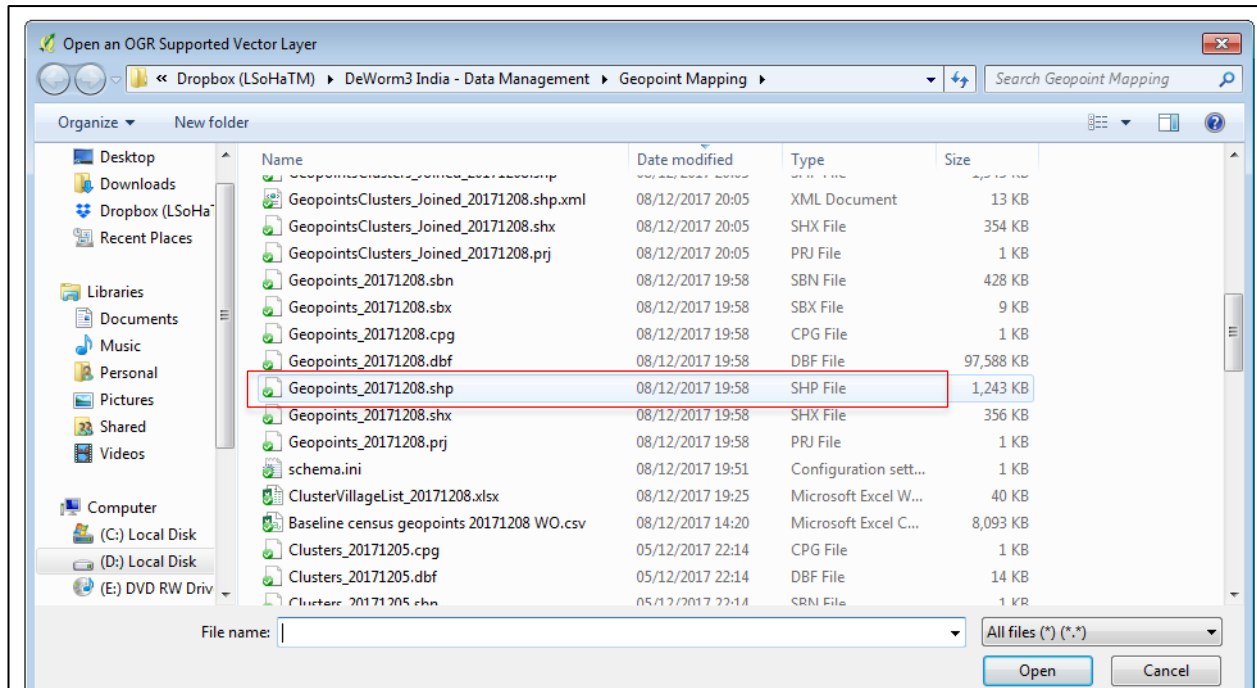 Open an OGR Supported Vector Layer
« Dropbox (LSoHaTM) ▸ DeWorm3 India - Data Management ▸ Geopoint Mapping ▸ Search Geopoint Mapping
Organize ▾ New folder
Desktop
Downloads
Dropbox (LSoHaT
Recent Places
Libraries
Documents
Music
Personal
Pictures
Shared
Videos
Computer
(C:) Local Disk
(D:) Local Disk
(E:) DVD RW Driv
Name Date modified Type Size
GeopointsClusters_Joined_20171208.shp.xml 08/12/2017 20:05 XML Document 13 KB
GeopointsClusters_Joined_20171208.shx 08/12/2017 20:05 SHX File 354 KB
GeopointsClusters_Joined_20171208.prj 08/12/2017 20:05 PRJ File 1 KB
Geopoints_20171208.sbn 08/12/2017 19:58 SBN File 428 KB
Geopoints_20171208.sbx 08/12/2017 19:58 SBX File 9 KB
Geopoints_20171208.cpg 08/12/2017 19:58 CPG File 1 KB
Geopoints_20171208.dbf 08/12/2017 19:58 DBF File 97,588 KB
Geopoints_20171208.shp 08/12/2017 19:58 SHP File 1,243 KB
Geopoints_20171208.shx 08/12/2017 19:58 SHX File 356 KB
Geopoints_20171208.prj 08/12/2017 19:58 PRJ File 1 KB
schema.ini 08/12/2017 19:51 Configuration sett... 1 KB
ClusterVillageList_20171208.xlsx 08/12/2017 19:25 Microsoft Excel W... 40 KB
Baseline census geopoints 20171208 WO.csv 08/12/2017 14:20 Microsoft Excel C... 8,093 KB
Clusters_20171205.cpg 05/12/2017 22:14 CPG File 1 KB
Clusters_20171205.dbf 05/12/2017 22:14 DBF File 14 KB
Clusters_20171205.sbn 05/12/2017 22:14 SBN File 1 KB
File name: All files (*) (*.*)
Open Cancel